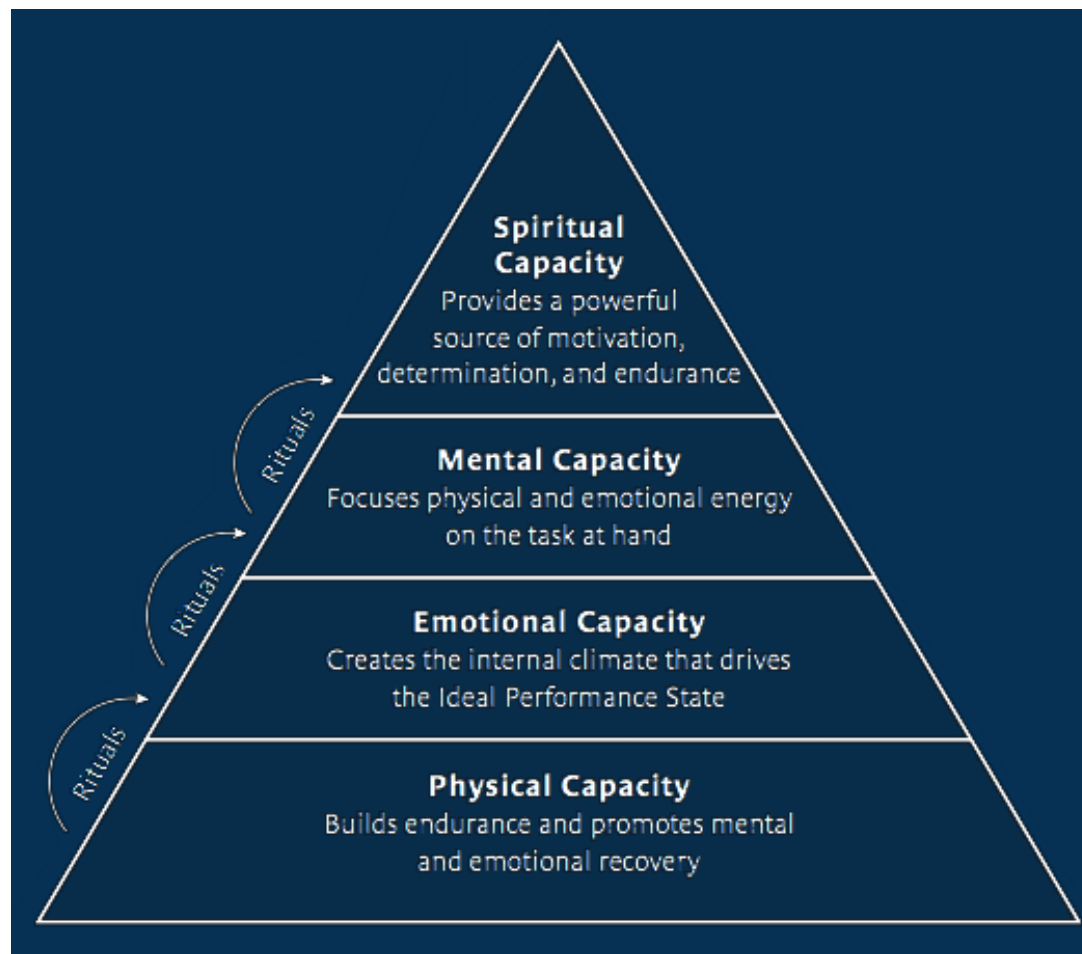 Spiritual
Capacity
Provides a powerful
source of motivation,
determination, and endurance
Rituals
Mental Capacity
Focuses physical and emotional energy
on the task at hand
Rituals
Emotional Capacity
Creates the internal climate that drives
the Ideal Performance State
Rituals
Physical Capacity
Builds endurance and promotes mental
and emotional recovery